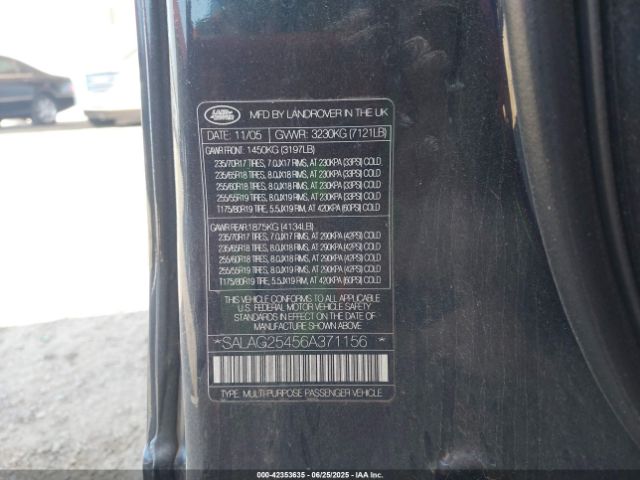 LAND ROVER
MFD BY LANDROVER IN THE UK
DATE: 11/05 GVWR: 3230KG (7121LB)
GAWR FRONT: 1450KG (3197LB)
235/70R17 TIRES, 7.0JX17 RIMS, AT 230KPA (33PSI) COLD
235/65R18 TIRES, 8.0JX18 RIMS, AT 230KPA (33PSI) COLD
255/60R18 TIRES, 8.0JX18 RIMS, AT 230KPA (33PSI) COLD
255/55R19 TIRES, 8.0JX19 RIMS, AT 230KPA (33PSI) COLD
T175/80R19 TIRE, 5.5JX19 RIM, AT 420KPA (60PSI) COLD
GAWR REAR:1875KG (4134LB)
235/70R17 TIRES, 7.0JX17 RIMS, AT 290KPA (42PSI) COLD
235/65R18 TIRES, 8.0JX18 RIMS, AT 290KPA (42PSI) COLD
255/60R18 TIRES, 8.0JX18 RIMS, AT 290KPA (42PSI) COLD
255/55R19 TIRES, 8.0JX19 RIMS, AT 290KPA (42PSI) COLD
T175/80R19 TIRE, 5.5JX19 RIM, AT 420KPA (60PSI) COLD
THIS VEHICLE CONFORMS TO ALL APPLICABLE
U.S. FEDERAL MOTOR VEHICLE SAFETY
STANDARDS IN EFFECT ON THE DATE OF
MANUFACTURE SHOWN ABOVE
*SALAG25456A371156 *
TYPE: MULTI-PURPOSE PASSENGER VEHICLE
000-42353635 - 06/25/2025 - IAA Inc.